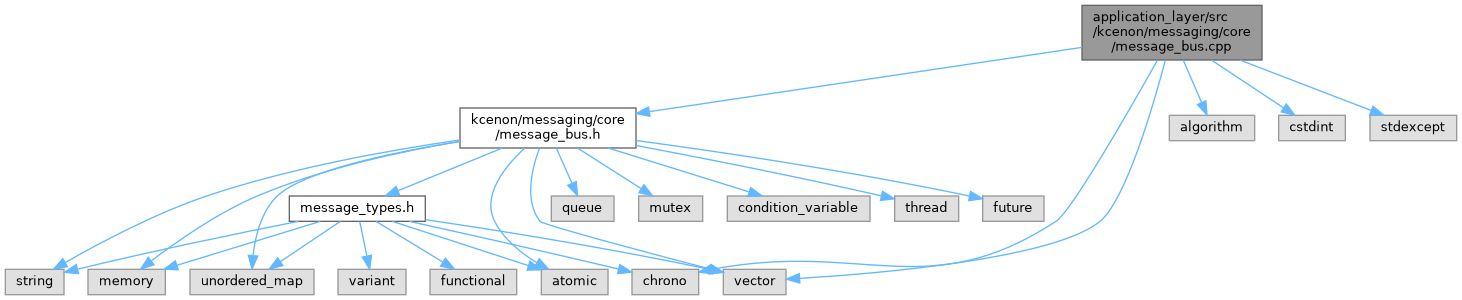 application_layer/src
/kcenon/messaging/core
/message_bus.cpp
kcenon/messaging/core
/message_bus.h
algorithm
cstdint
stdexcept
message_types.h
queue
mutex
condition_variable
thread
future
string
memory
unordered_map
variant
functional
atomic
chrono
vector